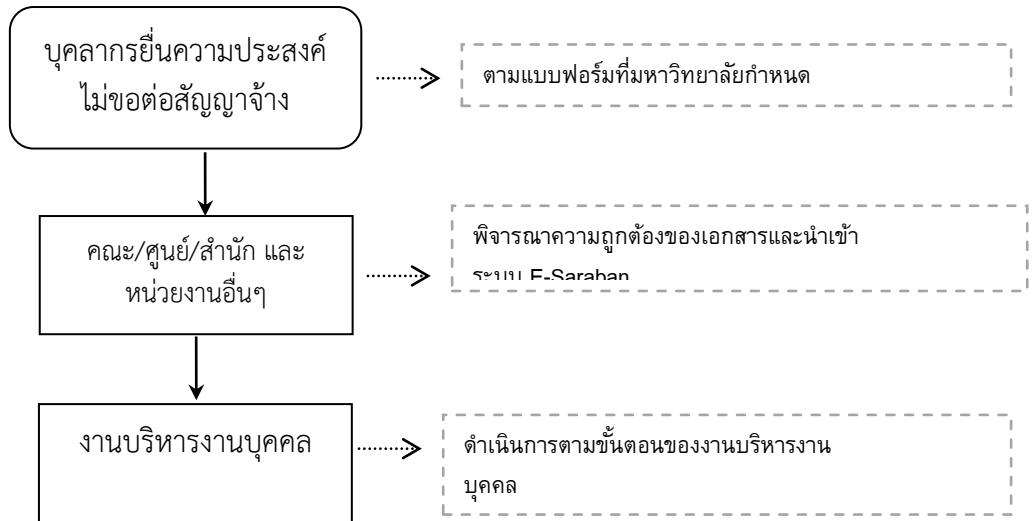 บุคลากรยื่นความประสงค์
ไม่ขอต่อสัญญาจ้าง
ตามแบบฟอร์มที่มหาวิทยาลัยกำหนด
คณะ/ศูนย์/สำนัก และ
หน่วยงานอื่นๆ
พิจารณาความถูกต้องของเอกสารและนำเข้า
ระบบ E-Saraban
งานบริหารงานบุคคล
ดำเนินการตามขั้นตอนของงานบริหารงาน
บุคคล